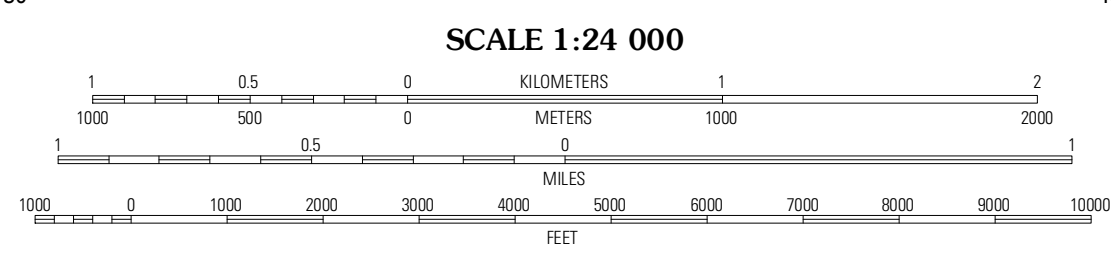 SCALE 1:24 000
1 0.5 0 KILOMETERS 1 2
1000 500 0 METERS 1000 2000
1 0.5 0 1
MILES
1000 0 1000 2000 3000 4000 5000 6000 7000 8000 9000 10000
FEET